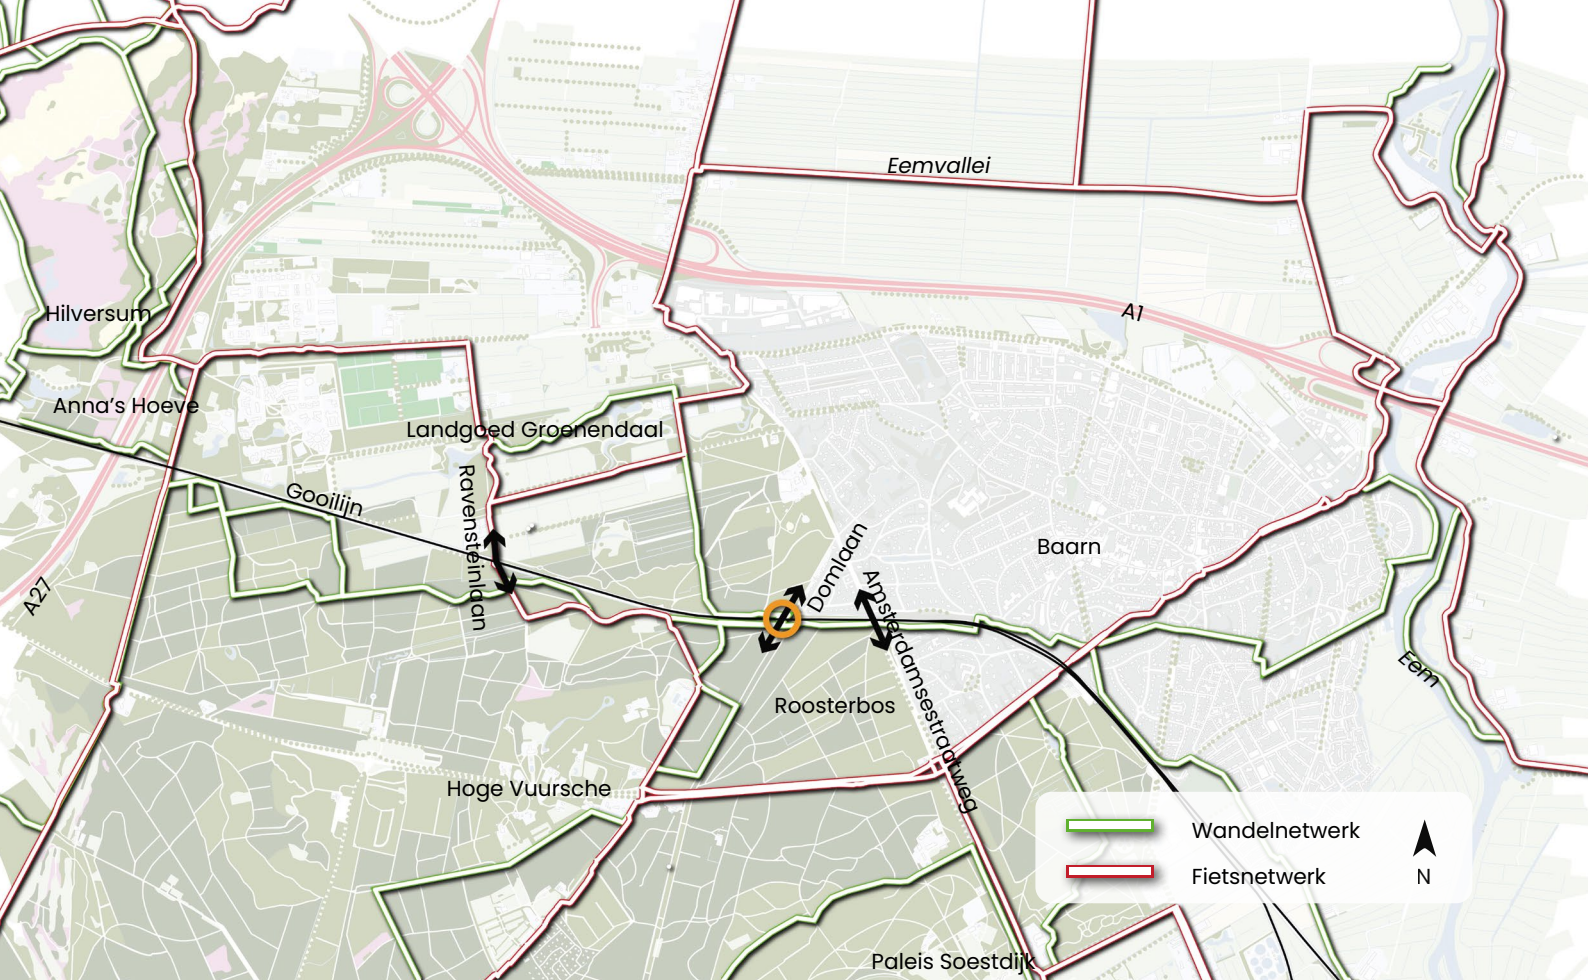 Eemvallei
A1
Hilversum
Anna's Hoeve
Landgoed Groenendaal
Gooilijn
Ravensteinlaan
Domlaan
Baarn
A27
Amsterdamsestraatweg
Eem
Roosterbos
Hoge Vuursche
Wandelnetwerk
Fietsnetwerk
N
Paleis Soestdijk